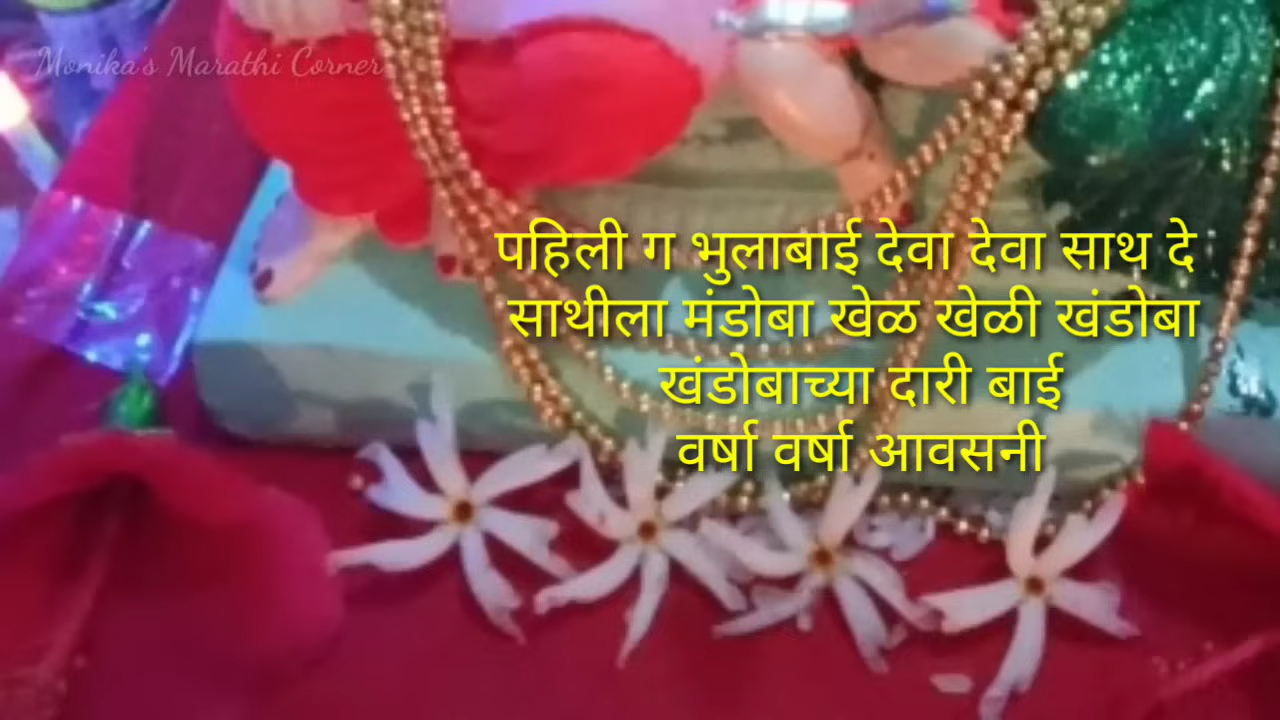 Monika's Marathi Corner
पहिली ग भुलाबाई देवा देवा साथ दे
साथीला मंडोबा खेळ खेळी खंडोबा
खंडोबाच्या दारी बाई
वर्षा वर्षा आवसनी